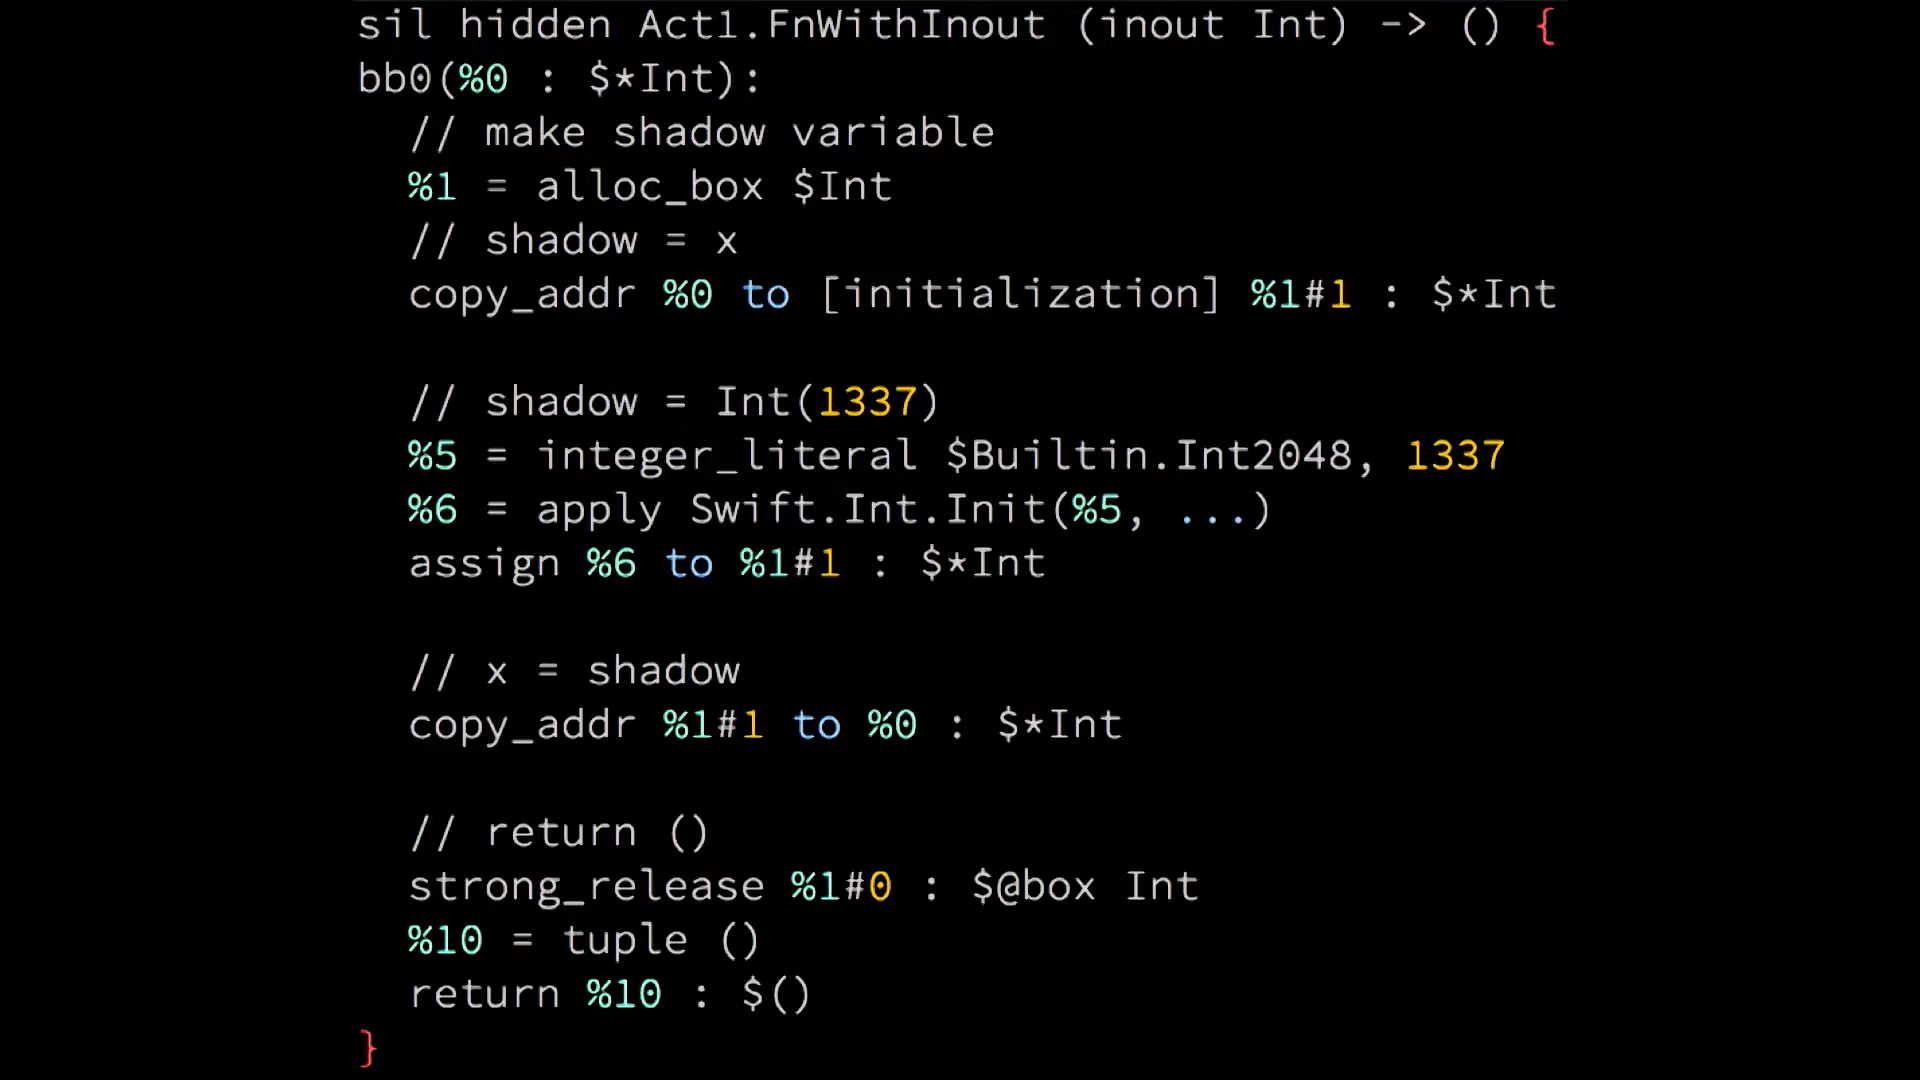 sil hidden Act1.FnWithInout (inout Int) -> () {
bb0(%0 : $*Int):
// make shadow variable
%1 = alloc_box $Int
// shadow = x
copy_addr %0 to [initialization] %1#1 : $*Int
// shadow = Int(1337)
%5 = integer_literal $Builtin.Int2048, 1337
%6 = apply Swift.Int.Init(%5, ...)
assign %6 to %1#1 : $*Int
// x = shadow
copy_addr %1#1 to %0 : $*Int
// return ()
strong_release %1#0 : $@box Int
%10 = tuple ()
return %10 : $()
}